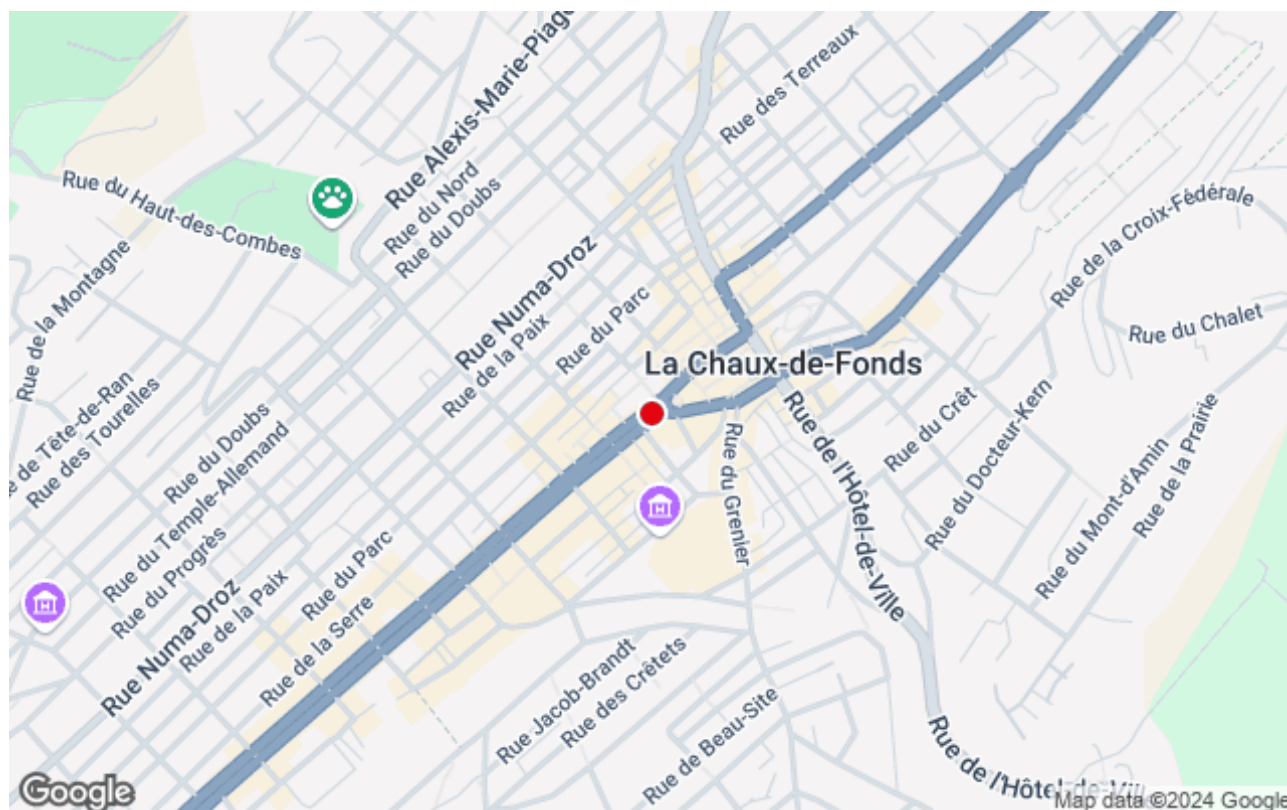 Rue Alexis-Marie-Piage
Rue des Terreaux
Rue du Haut-des-Combes
Rue du Nord
Rue du Doubs
Rue de la Croix-Fédérale
Rue de la Montagne
Rue Numa-Droz
Rue du Parc
Rue de la Paix
Rue du Chalet
La Chaux-de-Fonds
e de Tête-de-Ran
Rue des Tourelles
Rue du Doubs
Rue du Temple-Allemand
Rue du Progrès
Rue Numa-Droz
Rue de la Paix
Rue du Parc
Rue de la Serre
Rue du Grenier
Rue de l'Hôtel-de-Ville
Rue du Crêt
Rue du Docteur-Kern
Rue du Mont-d'Amin
Rue de la Prairie
Rue Jacob-Brandt
Rue des Crêtets
Rue de Beau-Site
Rue de l'Hôtel-de-Vil
Google
Map data ©2024 Google